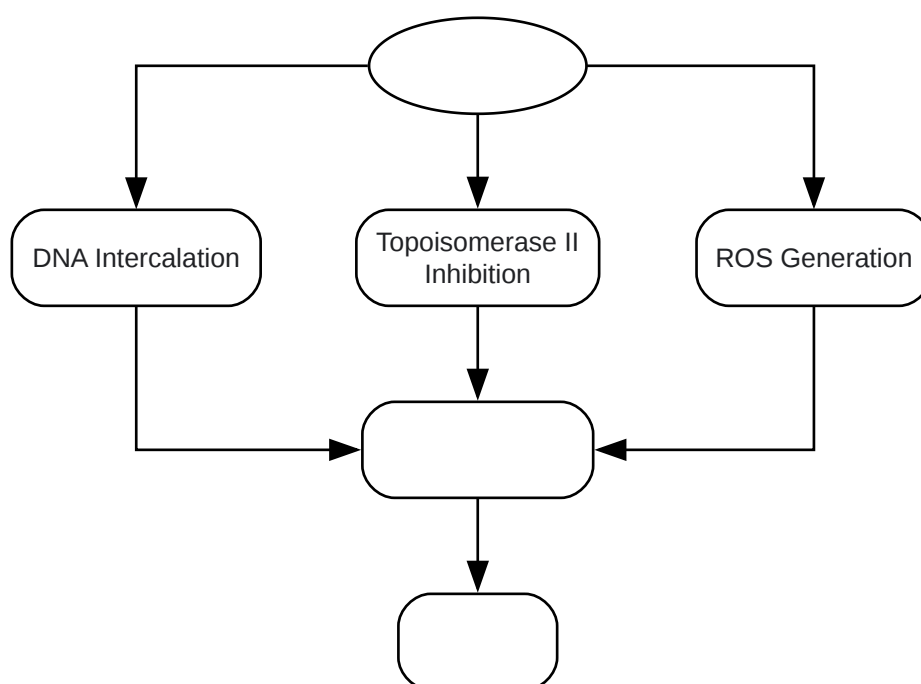 DNA Intercalation
Topoisomerase II
Inhibition
ROS Generation